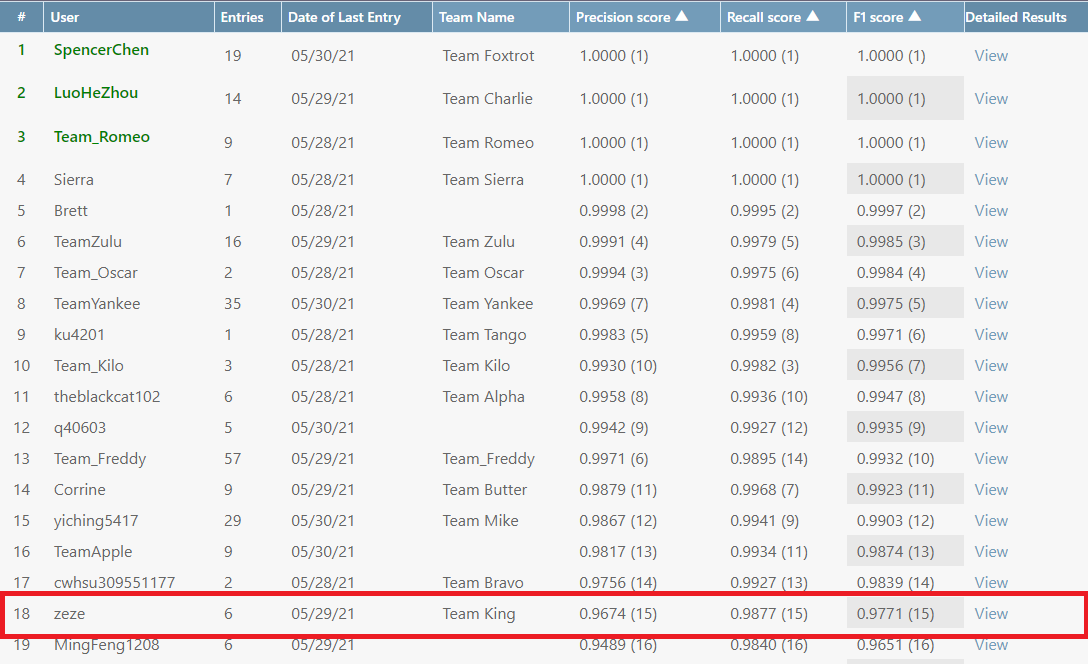 # User Entries Date of Last Entry Team Name Precision score ▲ Recall score ▲ F1 score ▲ Detailed Results
1 SpencerChen 19 05/30/21 Team Foxtrot 1.0000 (1) 1.0000 (1) 1.0000 (1) View
2 LuoHeZhou 14 05/29/21 Team Charlie 1.0000 (1) 1.0000 (1) 1.0000 (1) View
3 Team_Romeo 9 05/28/21 Team Romeo 1.0000 (1) 1.0000 (1) 1.0000 (1) View
4 Sierra 7 05/28/21 Team Sierra 1.0000 (1) 1.0000 (1) 1.0000 (1) View
5 Brett 1 05/28/21 0.9998 (2) 0.9995 (2) 0.9997 (2) View
6 TeamZulu 16 05/29/21 Team Zulu 0.9991 (4) 0.9979 (5) 0.9985 (3) View
7 Team_Oscar 2 05/28/21 Team Oscar 0.9994 (3) 0.9975 (6) 0.9984 (4) View
8 TeamYankee 35 05/30/21 Team Yankee 0.9969 (7) 0.9981 (4) 0.9975 (5) View
9 ku4201 1 05/28/21 Team Tango 0.9983 (5) 0.9959 (8) 0.9971 (6) View
10 Team_Kilo 3 05/28/21 Team Kilo 0.9930 (10) 0.9982 (3) 0.9956 (7) View
11 theblackcat102 6 05/28/21 Team Alpha 0.9958 (8) 0.9936 (10) 0.9947 (8) View
12 q40603 5 05/30/21 0.9942 (9) 0.9927 (12) 0.9935 (9) View
13 Team_Freddy 57 05/29/21 Team_Freddy 0.9971 (6) 0.9895 (14) 0.9932 (10) View
14 Corrine 9 05/29/21 Team Butter 0.9879 (11) 0.9968 (7) 0.9923 (11) View
15 yiching5417 29 05/30/21 Team Mike 0.9867 (12) 0.9941 (9) 0.9903 (12) View
16 TeamApple 9 05/30/21 0.9817 (13) 0.9934 (11) 0.9874 (13) View
17 cwhsu309551177 2 05/28/21 Team Bravo 0.9756 (14) 0.9927 (13) 0.9839 (14) View
18 zeze 6 05/29/21 Team King 0.9674 (15) 0.9877 (15) 0.9771 (15) View
19 MingFeng1208 6 05/28/21 0.9489 (16) 0.9840 (16) 0.9651 (16) View